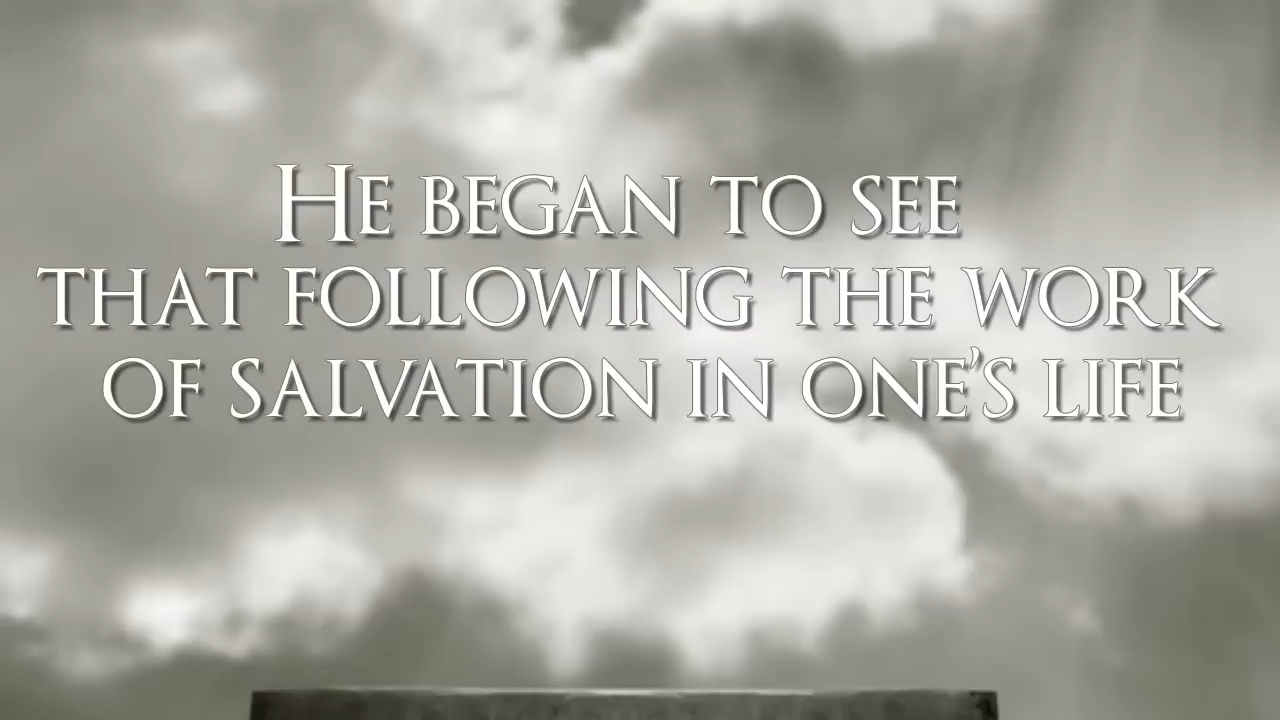 He began to see
that following the work
of salvation in one's life